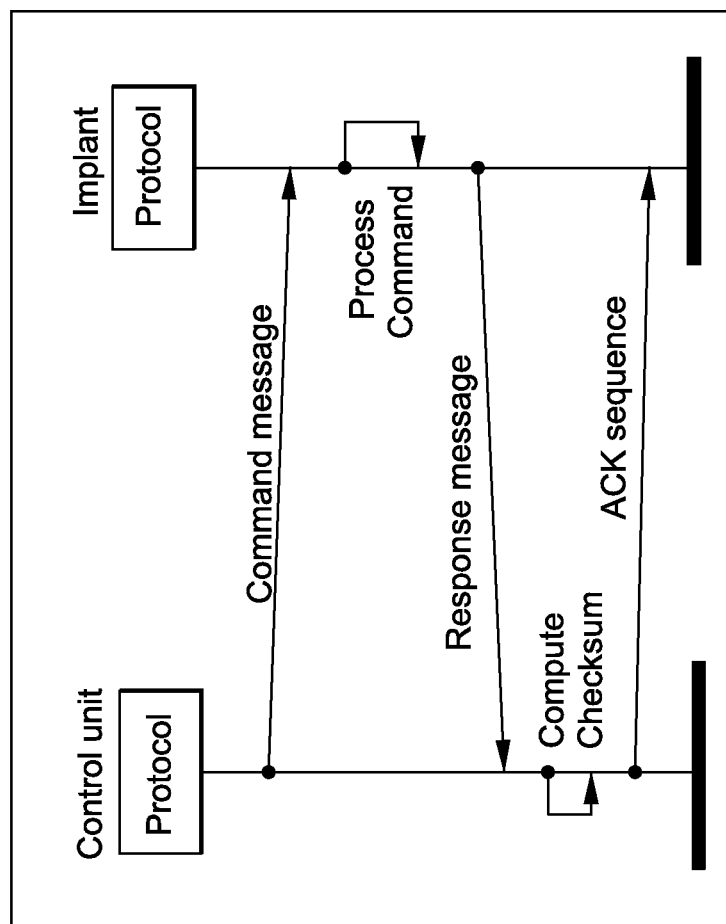 Control unit
Protocol
Implant
Protocol
Command message
Process
Command
Response message
Compute
Checksum
ACK sequence